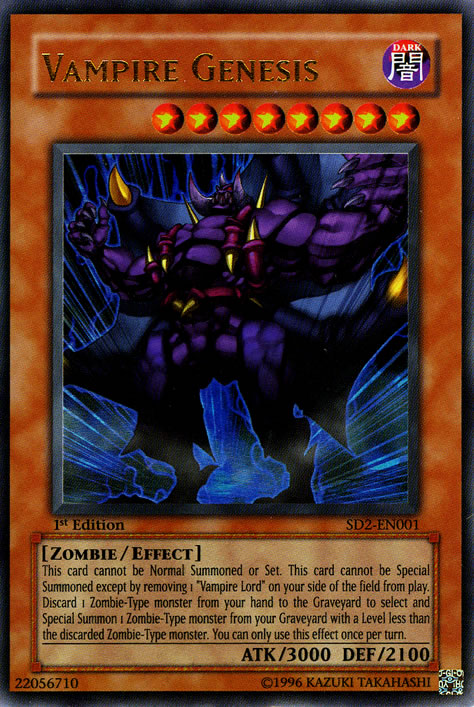 VAMPIRE GENESIS
DARK
闇
1st Edition
SD2-EN001
[ZOMBIE/EFFECT]
This card cannot be Normal Summoned or Set. This card cannot be Special
Summoned except by removing 1 "Vampire Lord" on your side of the field from play.
Discard 1 Zombie-Type monster from your hand to the Graveyard to select and
Special Summon 1 Zombie-Type monster from your Graveyard with a Level less than
the discarded Zombie-Type monster. You can only use this effect once per turn.
ATK/3000 DEF/2100
22056710
©1996 KAZUKI TAKAHASHI